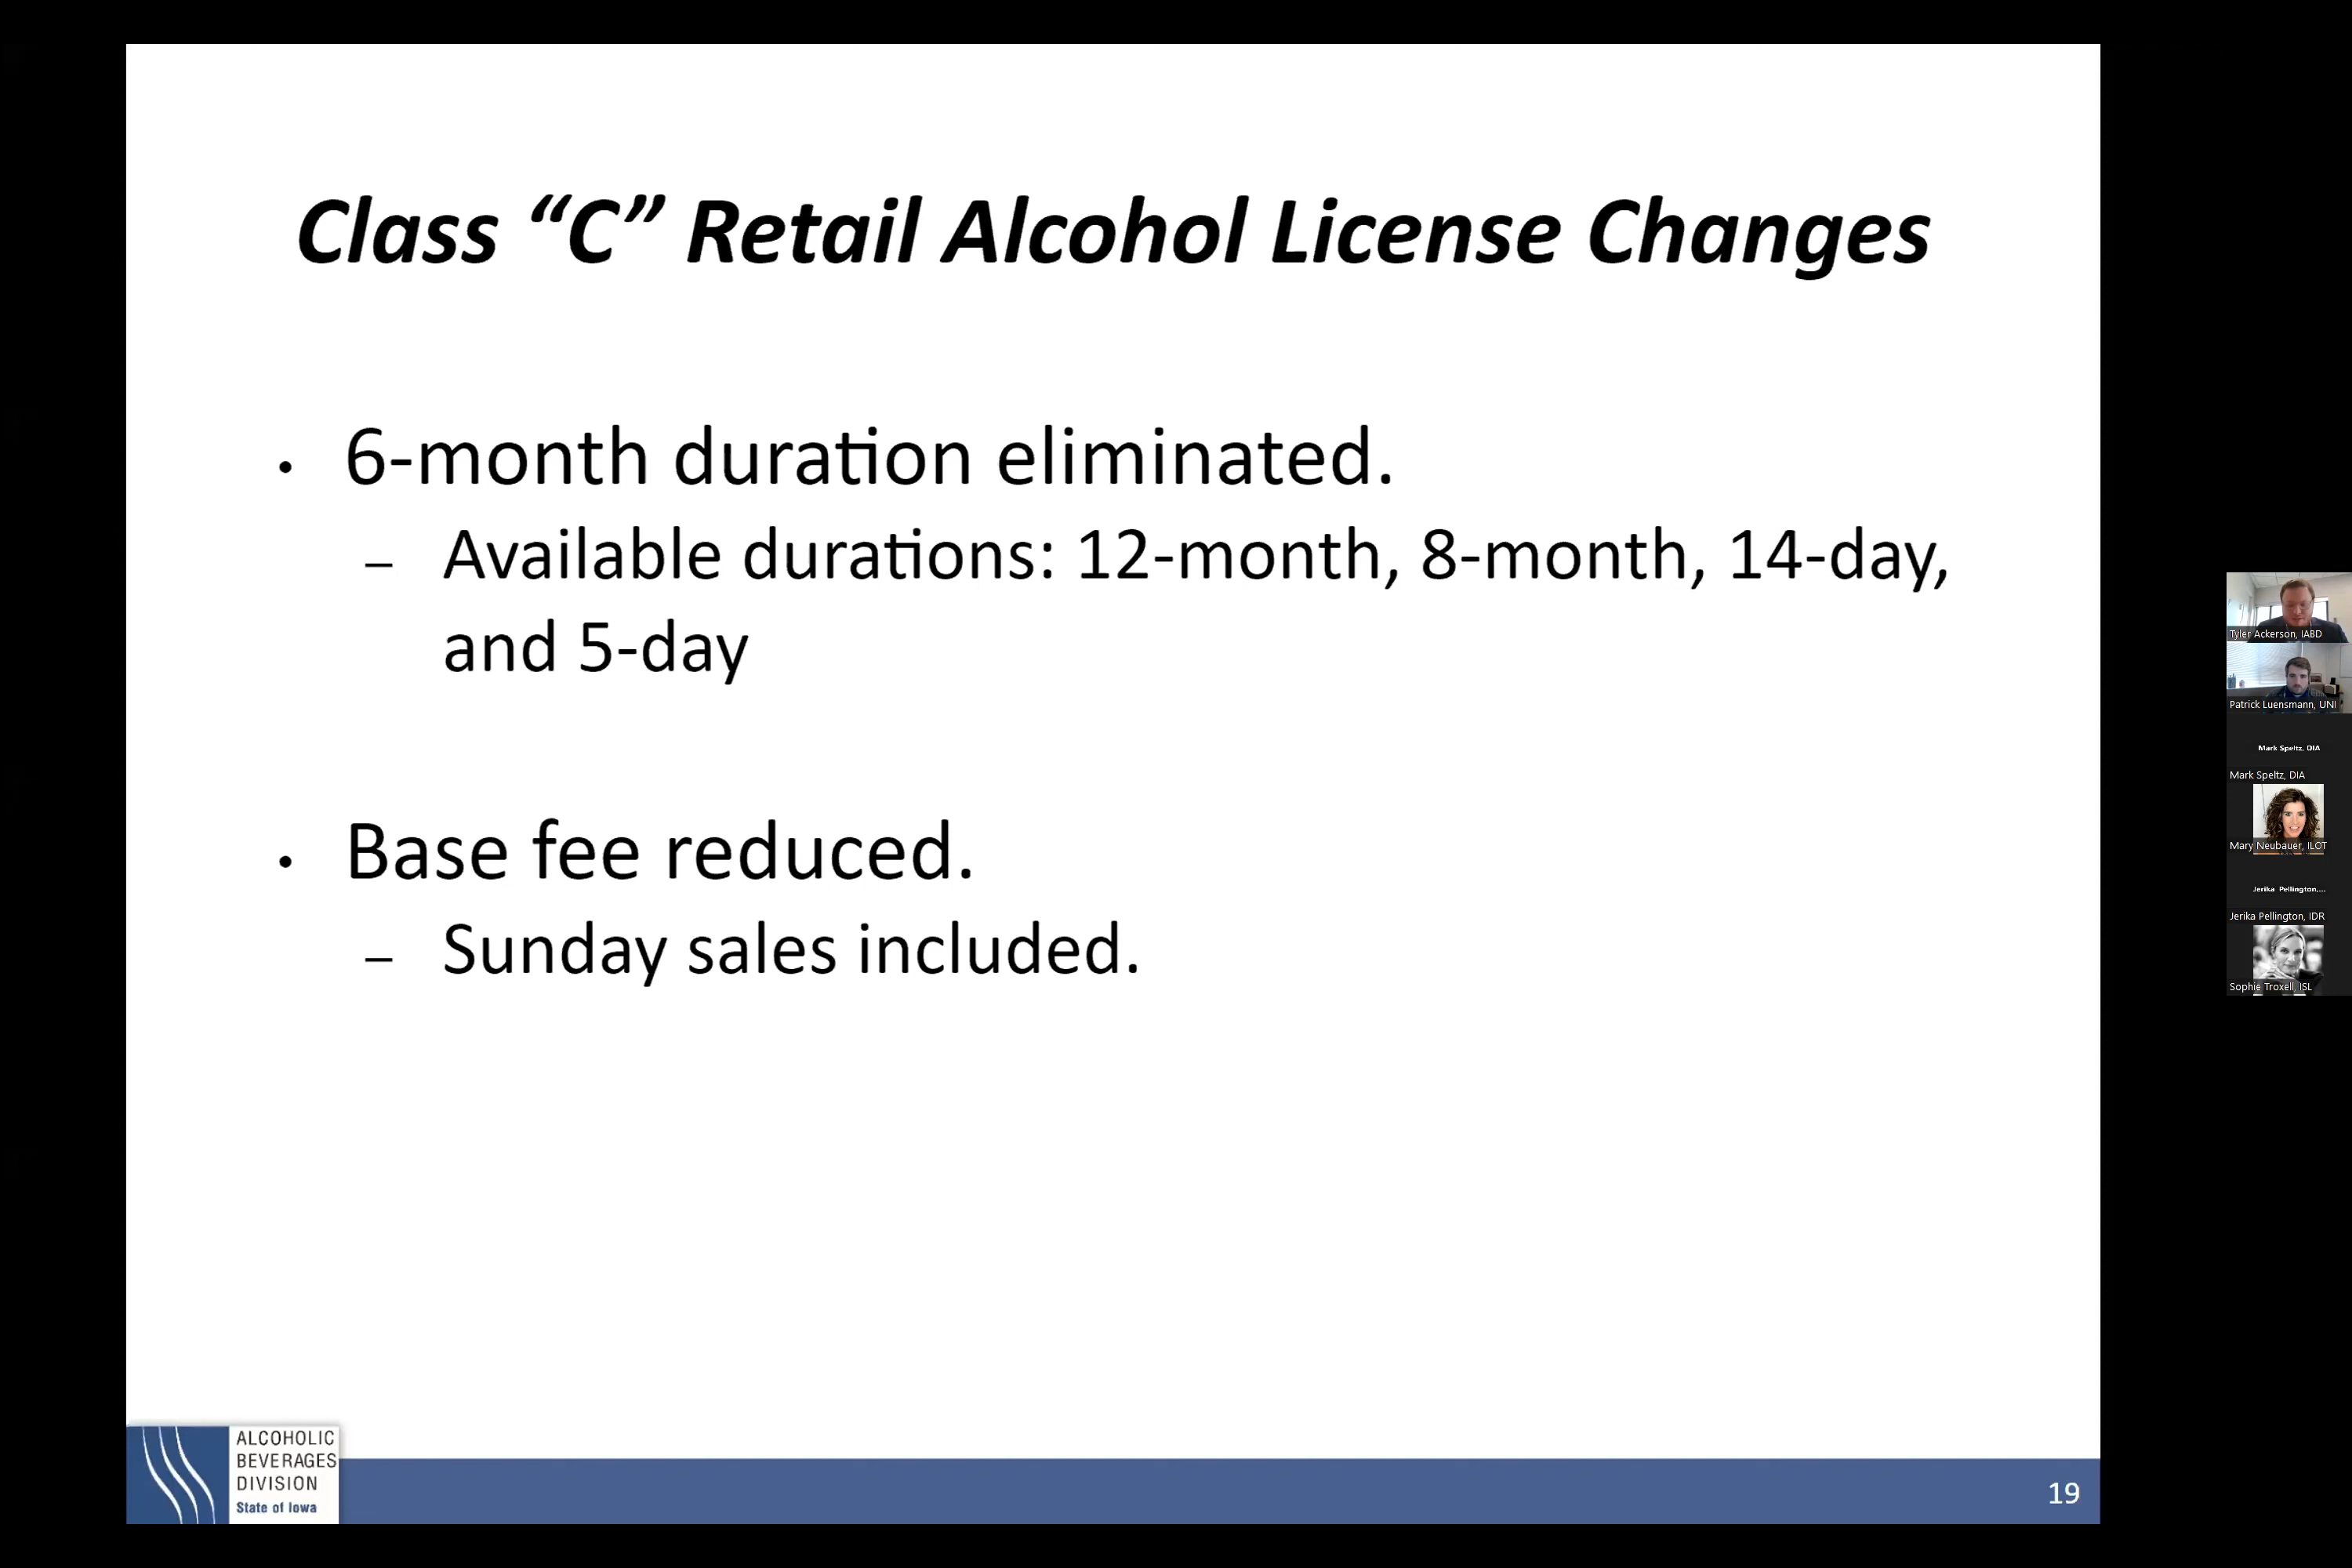 Class “C” Retail Alcohol License Changes
• 6-month duration eliminated.
– Available durations: 12-month, 8-month, 14-day,
and 5-day
• Base fee reduced.
– Sunday sales included.
Tyler Ackerson, IABD
Patrick Luensmann, UNI
Mark Speltz, DIA
Mark Speltz, DIA
Mary Neubauer, ILOT
Jerika Pellington,...
Jerika Pellington, IDR
Sophie Troxell, ISL
ALCOHOLIC
BEVERAGES
DIVISION
State of Iowa
19